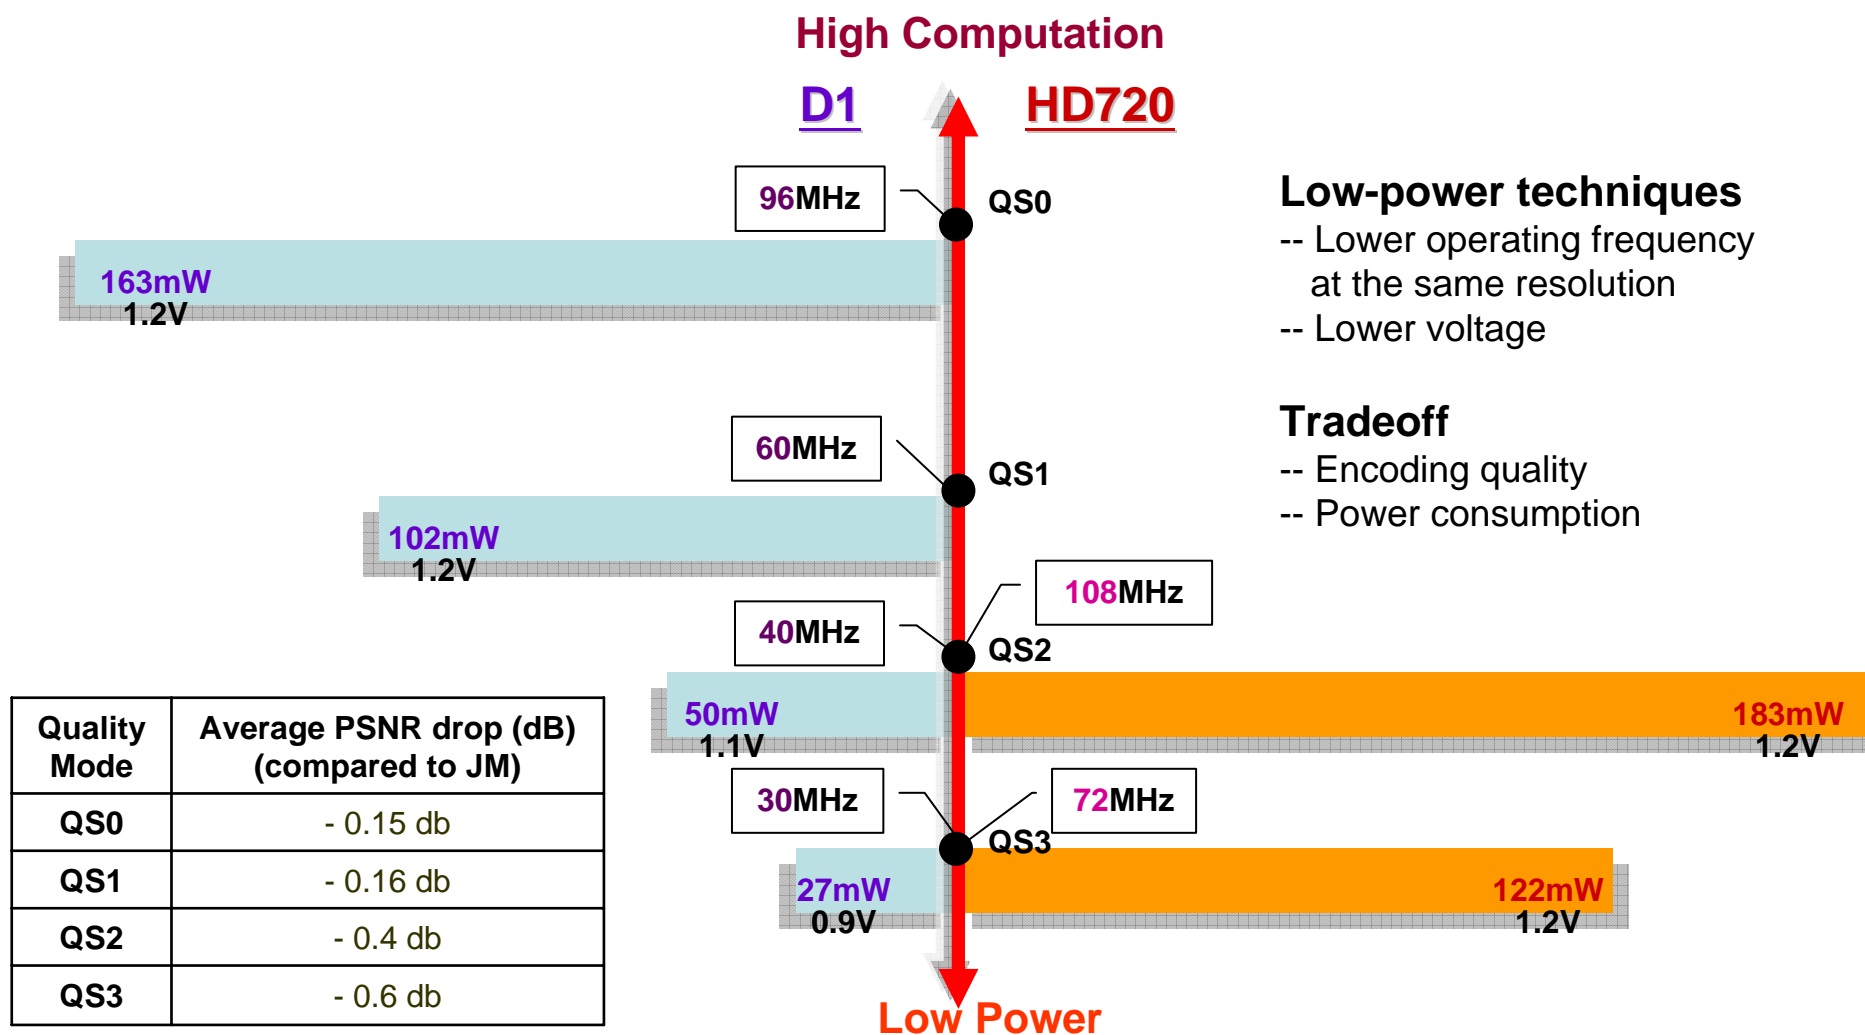 High Computation
D1
HD720
96MHz
QS0
163mW
1.2V
Low-power techniques
-- Lower operating frequency
at the same resolution
-- Lower voltage
60MHz
QS1
102mW
1.2V
Tradeoff
-- Encoding quality
-- Power consumption
108MHz
40MHz
QS2
50mW
1.1V
183mW
1.2V
30MHz
72MHz
QS3
27mW
0.9V
122mW
1.2V
Low Power
Quality Mode
Average PSNR drop (dB)
(compared to JM)
QS0 - 0.15 db
QS1 - 0.16 db
QS2 - 0.4 db
QS3 - 0.6 db